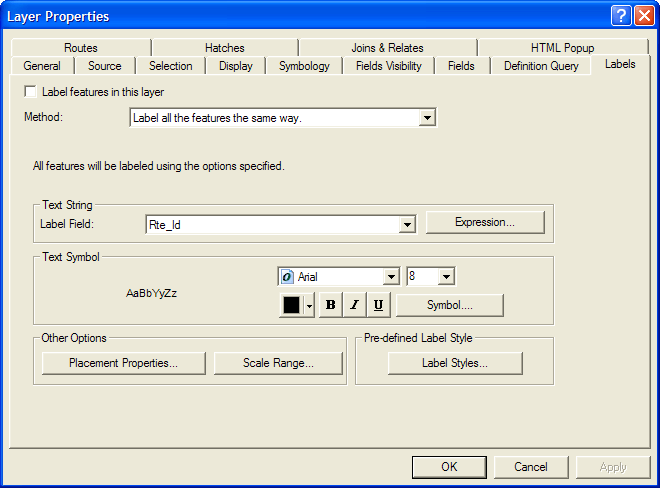 Layer Properties
Routes Hatches Joins & Relates HTML Popup
General Source Selection Display Symbology Fields Visibility Fields Definition Query Labels
Label features in this layer
Method: Label all the features the same way.
All features will be labeled using the options specified.
Text String
Label Field: Rte_Id Expression...
Text Symbol
AaBbYyZz
Arial 8
B I U Symbol....
Other Options Pre-defined Label Style
Placement Properties... Scale Range... Label Styles...
OK Cancel Apply